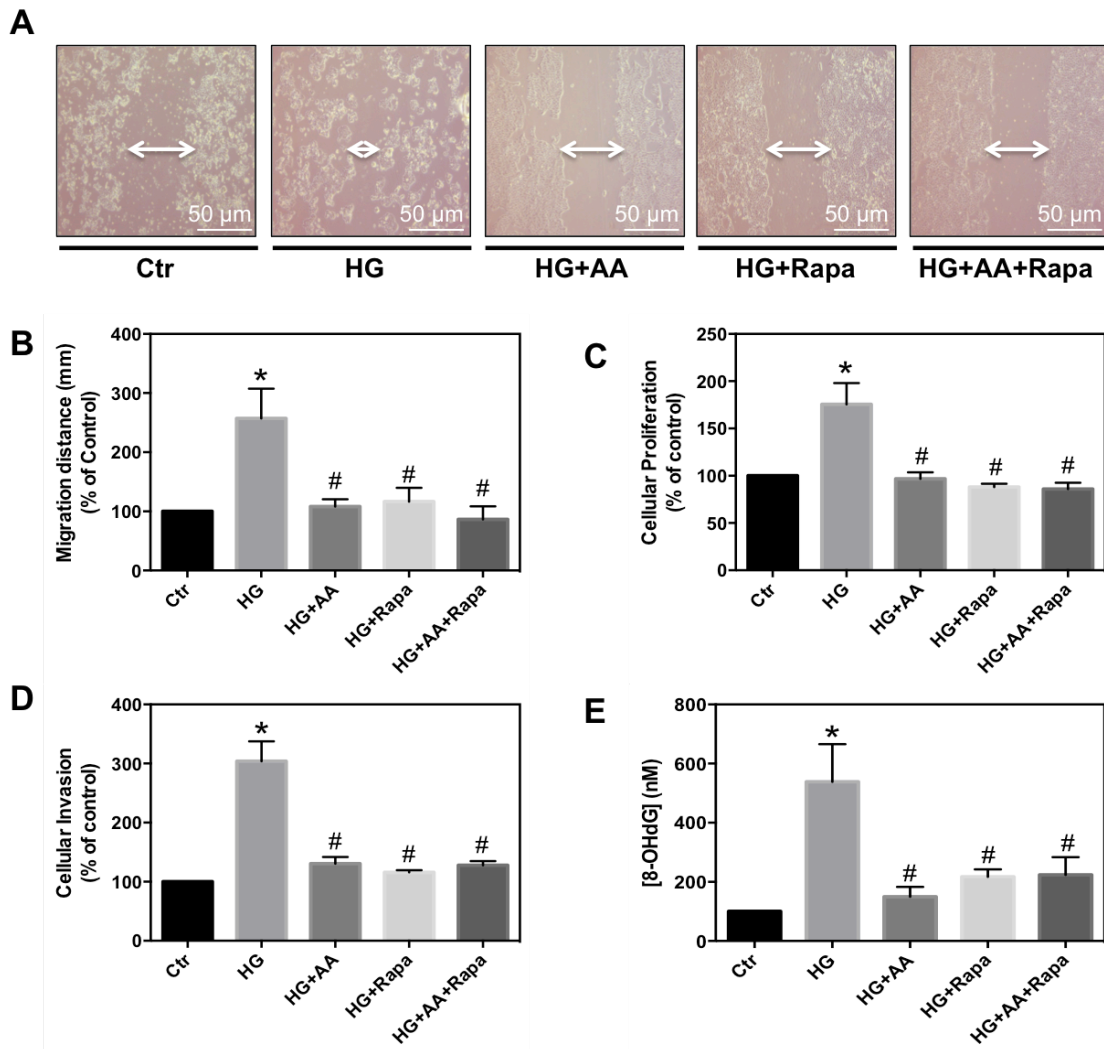 A
50 µm
50 µm
50 µm
50 µm
50 µm
Ctr
HG
HG+AA
HG+Rapa
HG+AA+Rapa
B
Migration distance (mm)
(% of Control)
400
300
200
100
0
*
#
#
#
Ctr
HG
HG+AA
HG+Rapa
HG+AA+Rapa
C
Cellular Proliferation
(% of control)
250
200
150
100
50
0
*
#
#
#
Ctr
HG
HG+AA
HG+Rapa
HG+AA+Rapa
D
Cellular Invasion
(% of control)
400
300
200
100
0
*
#
#
#
Ctr
HG
HG+AA
HG+Rapa
HG+AA+Rapa
E
[8-OHdG] (nM)
800
600
400
200
0
*
#
#
#
Ctr
HG
HG+AA
HG+Rapa
HG+AA+Rapa